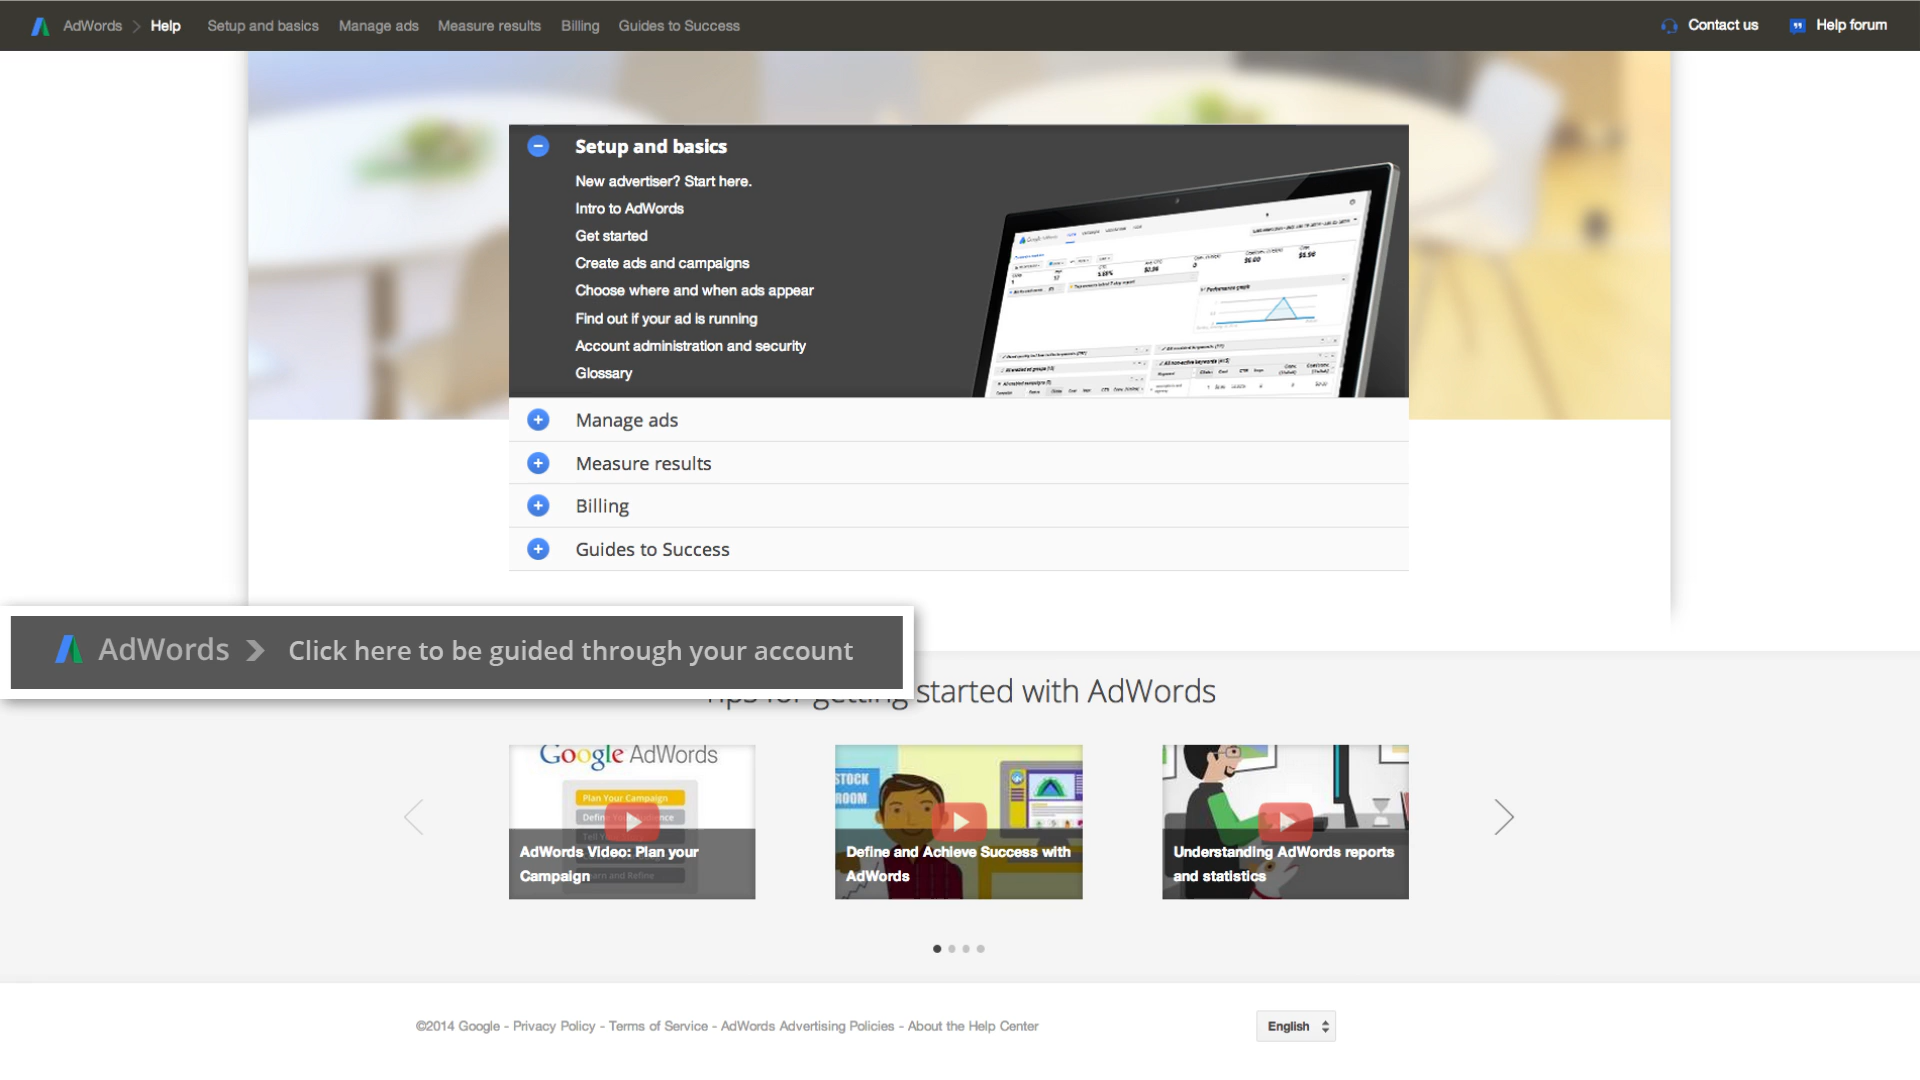 AdWords Help Setup and basics Manage ads Measure results Billing Guides to Success Contact us Help forum
Setup and basics
New advertiser? Start here.
Intro to AdWords
Get started
Create ads and campaigns
Choose where and when ads appear
Find out if your ad is running
Account administration and security
Glossary
Performance graph
Manage ads
Measure results
Billing
Guides to Success
AdWords Click here to be guided through your account
Tips for getting started with AdWords
Google AdWords
Plan Your Campaign
AdWords Video: Plan your
Campaign
STOCK
ROOM
Define and Achieve Success with
AdWords
Understanding AdWords reports
and statistics
©2014 Google - Privacy Policy - Terms of Service - AdWords Advertising Policies - About the Help Center
English